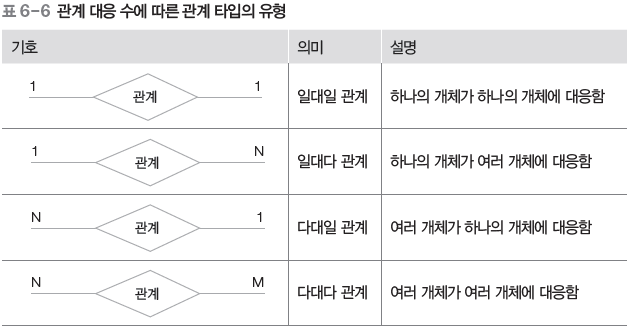 표 6-6 관계 대응 수에 따른 관계 타입의 유형
기호 의미 설명
1 관계 1 일대일 관계 하나의 개체가 하나의 개체에 대응함
1 관계 N 일대다 관계 하나의 개체가 여러 개체에 대응함
N 관계 1 다대일 관계 여러 개체가 하나의 개체에 대응함
N 관계 M 다대다 관계 여러 개체가 여러 개체에 대응함